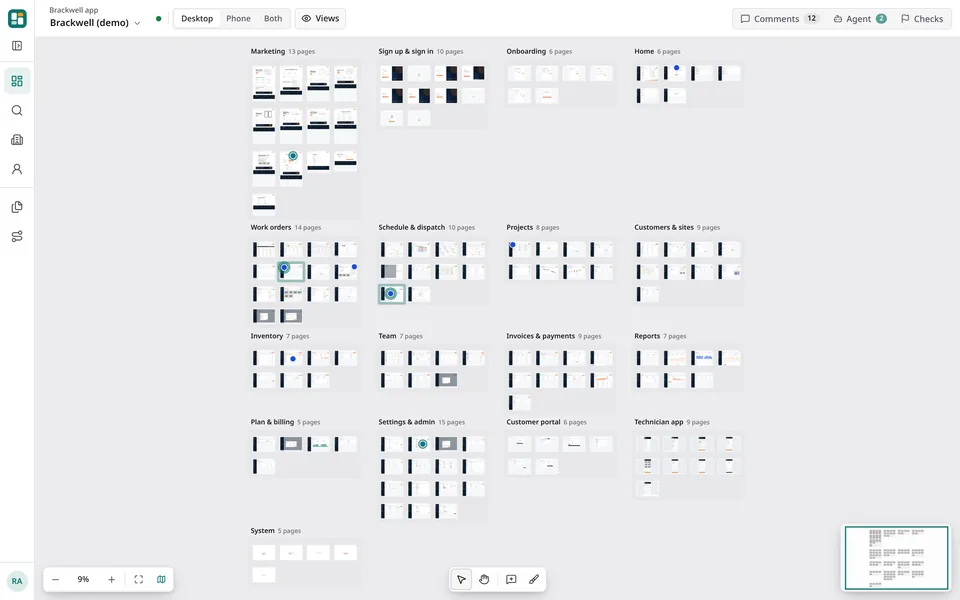 Brackwell app
Brackwell (demo)
Desktop Phone Both
Views
Comments 12
Agent 2
Checks
Marketing 13 pages
Sign up & sign in 10 pages
Onboarding 6 pages
Home 6 pages
Work orders 14 pages
Schedule & dispatch 10 pages
Projects 8 pages
Customers & sites 9 pages
Inventory 7 pages
Team 7 pages
Invoices & payments 9 pages
Reports 7 pages
Plan & billing 5 pages
Settings & admin 15 pages
Customer portal 6 pages
Technician app 9 pages
System 5 pages
RA
9%